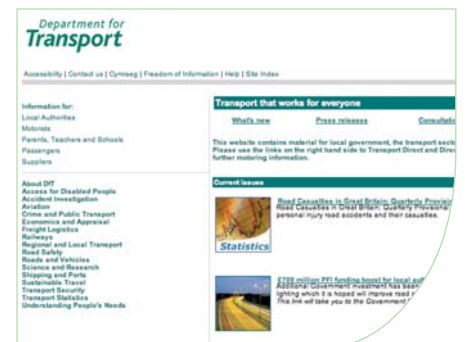 Department for
Transport
Accessibility | Contact us | Cymraeg | Freedom of Information | Help | Site Index
Information for:
Local Authorities
Motorists
Parents, Teachers and Schools
Passengers
Suppliers
About DfT
Access for Disabled People
Accident Investigation
Aviation
Crime and Public Transport
Economics and Appraisal
Freight Logistics
Railways
Regional and Local Transport
Road Safety
Roads and Vehicles
Science and Research
Shipping and Ports
Sustainable Travel
Transport Security
Transport Statistics
Understanding People's Needs
Transport that works for everyone
What's new Press releases Consultatio
This website contains material for local government, the transport secto
Please use the links on the right hand side to Transport Direct and Direc
further motoring information.
Current issues
Road Casualties in Great Britain: Quarterly Provisio
Road Casualties in Great Britain: Quarterly Provisional
personal injury road accidents and their casualties.
Statistics
£700 million PFI funding boost for local auth
Additional Government investment has been
lighting which it is hoped will improve road s
This link will take you to the Government